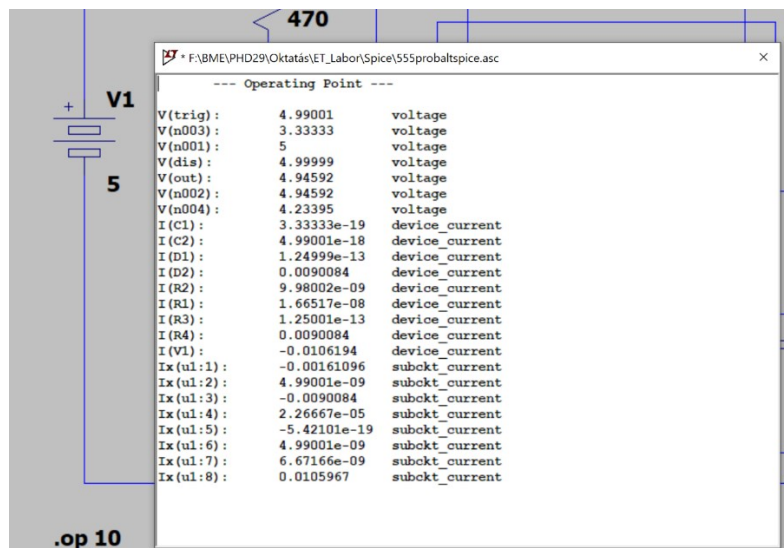 470
* F:\BME\PHD29\Oktatás\ET_Labor\Spice\555probaltspice.asc
--- Operating Point ---
V1
+
5
V(trig): 4.99001 voltage
V(n003): 3.33333 voltage
V(n001): 5 voltage
V(dis): 4.99999 voltage
V(out): 4.94592 voltage
V(n002): 4.94592 voltage
V(n004): 4.23395 voltage
I(C1): 3.33333e-19 device_current
I(C2): 4.99001e-18 device_current
I(D1): 1.24999e-13 device_current
I(D2): 0.0090084 device_current
I(R2): 9.98002e-09 device_current
I(R1): 1.66517e-08 device_current
I(R3): 1.25001e-13 device_current
I(R4): 0.0090084 device_current
I(V1): -0.0106194 device_current
Ix(u1:1): -0.00161096 subckt_current
Ix(u1:2): 4.99001e-09 subckt_current
Ix(u1:3): -0.0090084 subckt_current
Ix(u1:4): 2.26667e-05 subckt_current
Ix(u1:5): -5.42101e-19 subckt_current
Ix(u1:6): 4.99001e-09 subckt_current
Ix(u1:7): 6.67166e-09 subckt_current
Ix(u1:8): 0.0105967 subckt_current
.op 10